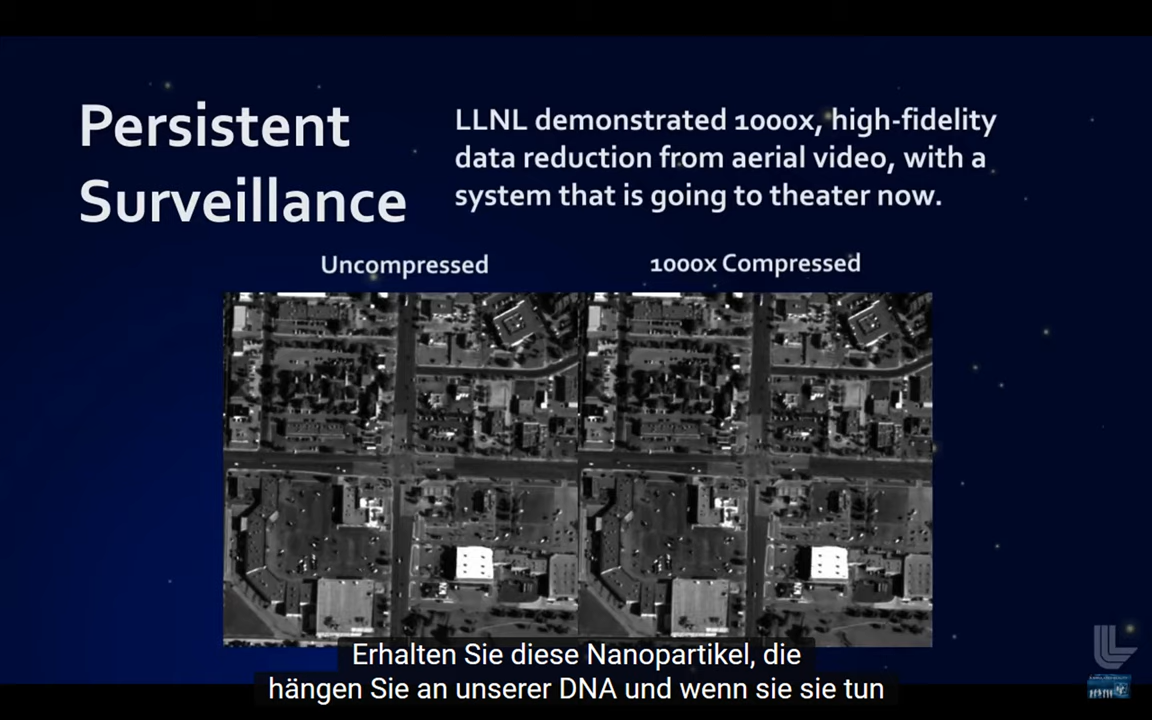 Persistent
Surveillance
LLNL demonstrated 1000x, high-fidelity
data reduction from aerial video, with a
system that is going to theater now.
Uncompressed
1000x Compressed
Erhalten Sie diese Nanopartikel, die
hängen Sie an unserer DNA und wenn sie sie tun